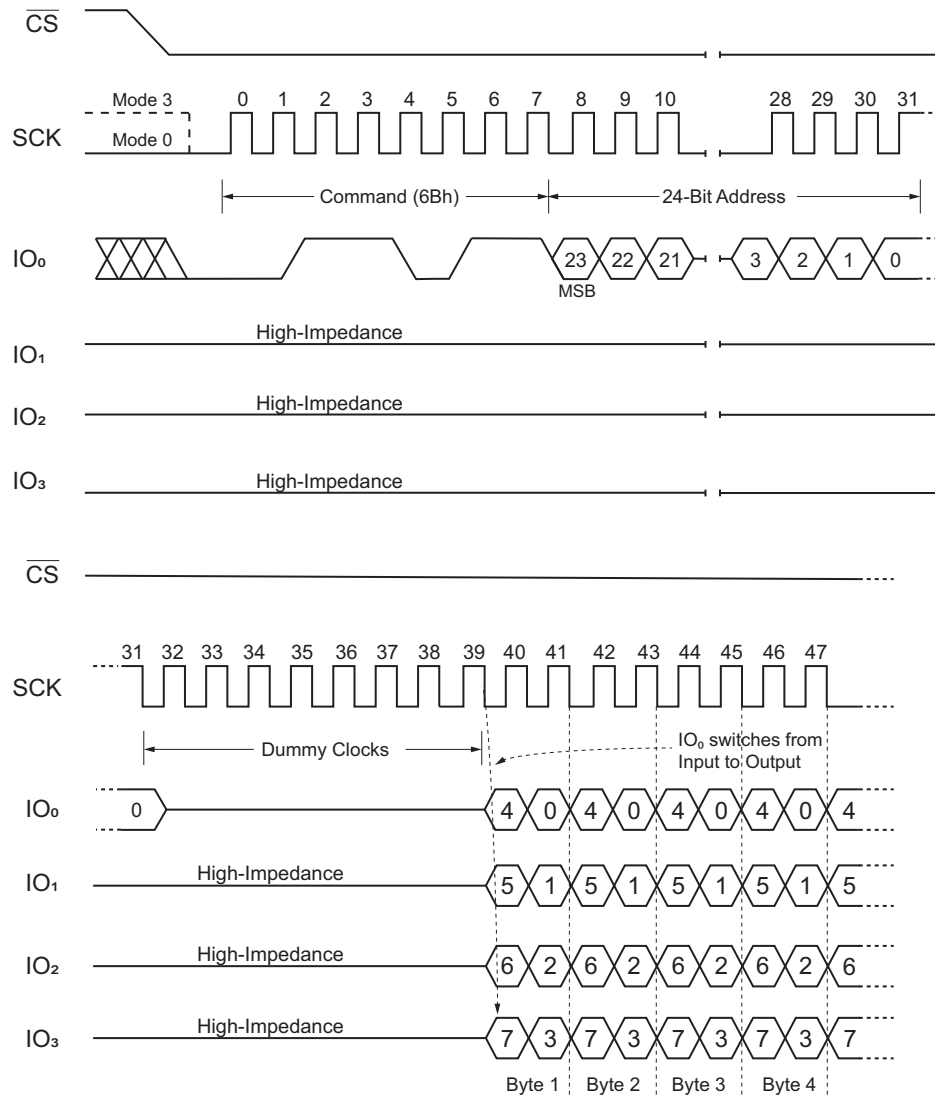 CS
0 1 2 3 4 5 6 7 8 9 10 28 29 30 31
Mode 3
SCK
Mode 0
Command (6Bh) 24-Bit Address
IO₀ 23 22 21 3 2 1 0
MSB
High-Impedance
IO₁
High-Impedance
IO₂
High-Impedance
IO₃
CS
31 32 33 34 35 36 37 38 39 40 41 42 43 44 45 46 47
SCK
Dummy Clocks
IO₀ switches from
Input to Output
IO₀ 0 4 0 4 0 4 0 4 0 4
IO₁ High-Impedance 5 1 5 1 5 1 5 1 5
IO₂ High-Impedance 6 2 6 2 6 2 6 2 6
IO₃ High-Impedance 7 3 7 3 7 3 7 3 7
Byte 1 Byte 2 Byte 3 Byte 4